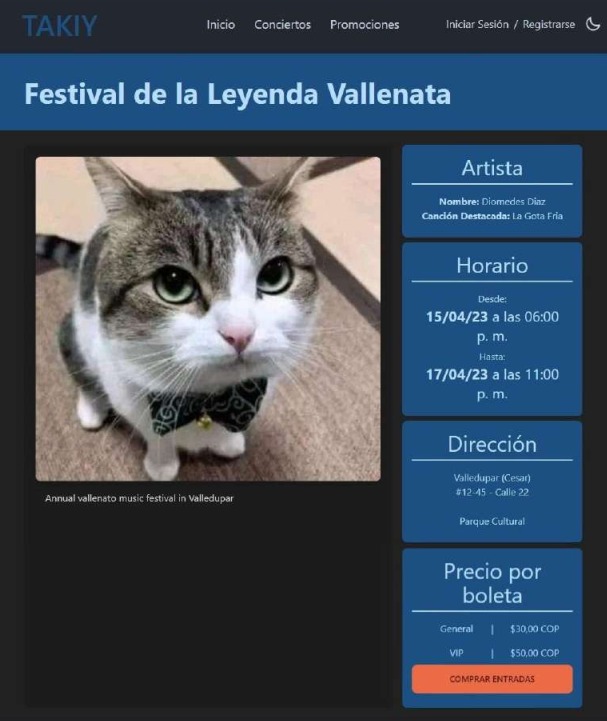 TAKIY
Inicio Conciertos Promociones
Iniciar Sesión / Registrarse
Festival de la Leyenda Vallenata
Annual vallenato music festival in Valledupar
Artista
Nombre: Diomedes Diaz
Canción Destacada: La Gota Fria
Horario
Desde:
15/04/23 a las 06:00
p. m.
Hasta:
17/04/23 a las 11:00
p. m.
Dirección
Valledupar (Cesar)
#12-45 - Calle 22
Parque Cultural
Precio por
boleta
General | $30,00 COP
VIP | $50,00 COP
COMPRAR ENTRADAS